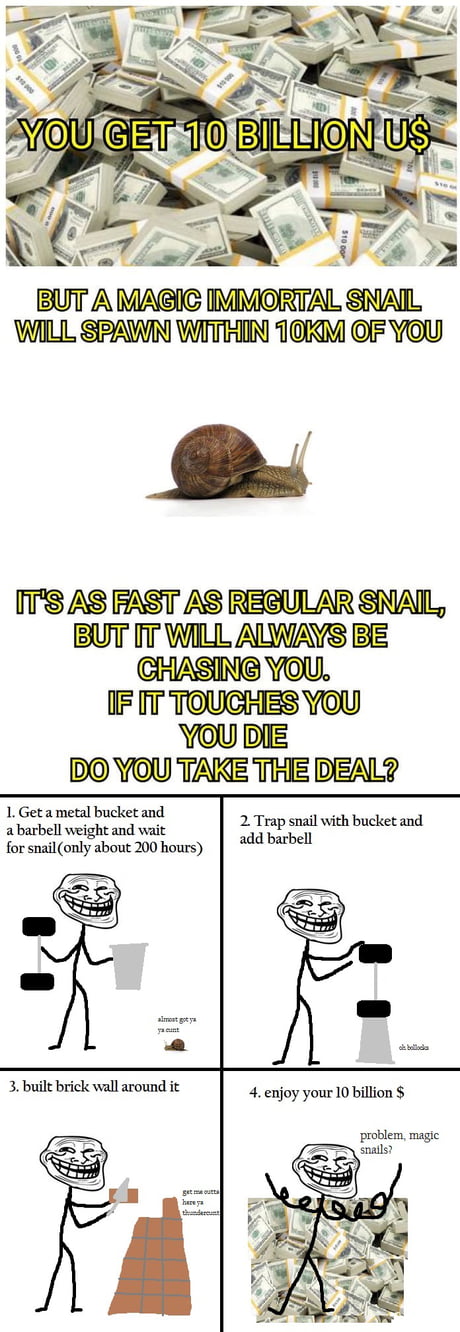 YOU GET 10 BILLION U$
BUT A MAGIC IMMORTAL SNAIL
WILL SPAWN WITHIN 10KM OF YOU
IT'S AS FAST AS REGULAR SNAIL,
BUT IT WILL ALWAYS BE
CHASING YOU.
IF IT TOUCHES YOU
YOU DIE
DO YOU TAKE THE DEAL?
1. Get a metal bucket and
a barbell weight and wait
for snail(only about 200 hours)
almost got ya
ya cunt
2. Trap snail with bucket and
add barbell
oh bollocks
3. built brick wall around it
get me outta
here ya
thundercunt
4. enjoy your 10 billion $
problem, magic
snails?